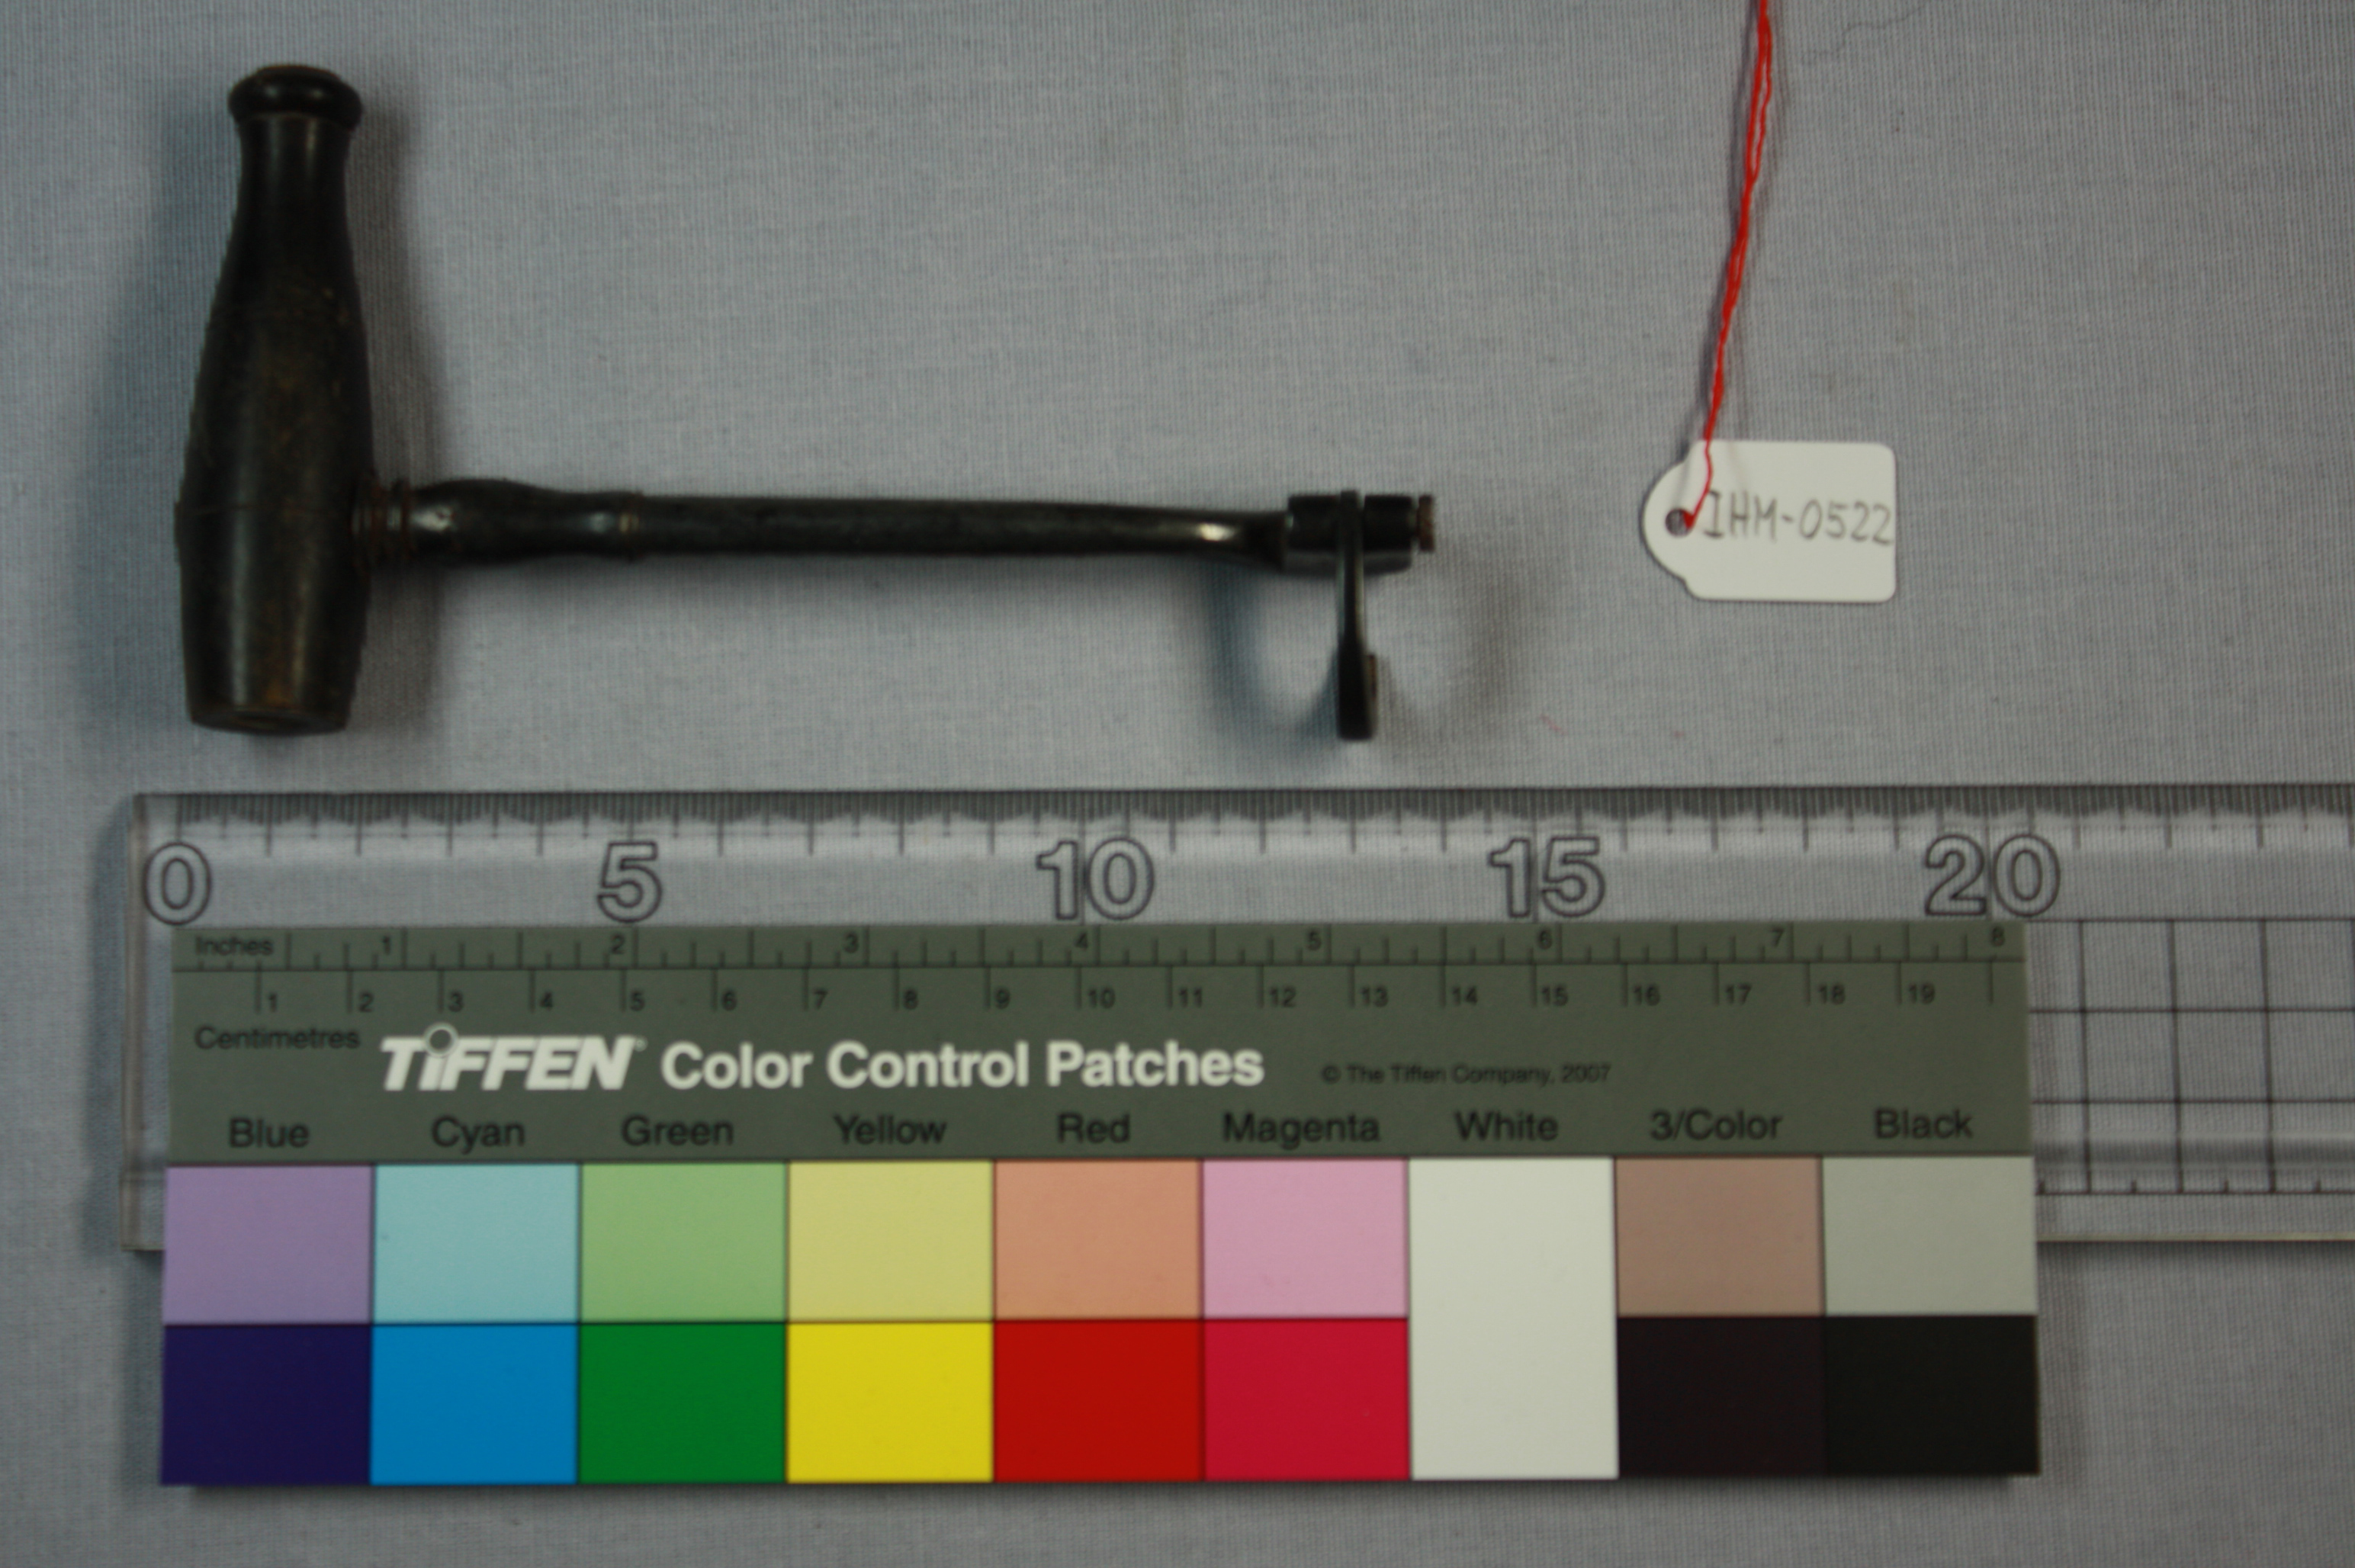 IHM-0522
0 5 10 15 20
Inches 1 2 3 4 5 6 7 8
1 2 3 4 5 6 7 8 9 10 11 12 13 14 15 16 17 18 19
Centimetres
TiFFEN® Color Control Patches © The Tiffen Company, 2007
Blue Cyan Green Yellow Red Magenta White 3/Color Black